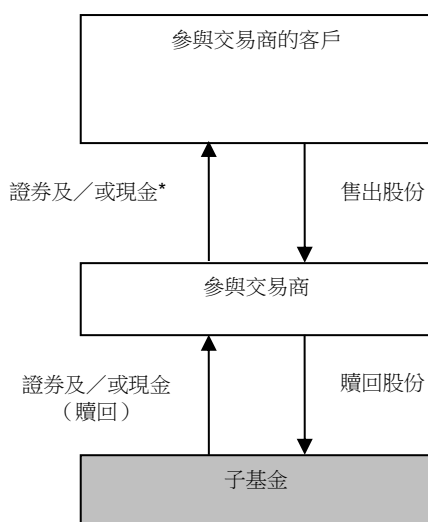 參與交易商的客戶
證券及／或現金*
售出股份
參與交易商
證券及／或現金
（贖回）
贖回股份
子基金